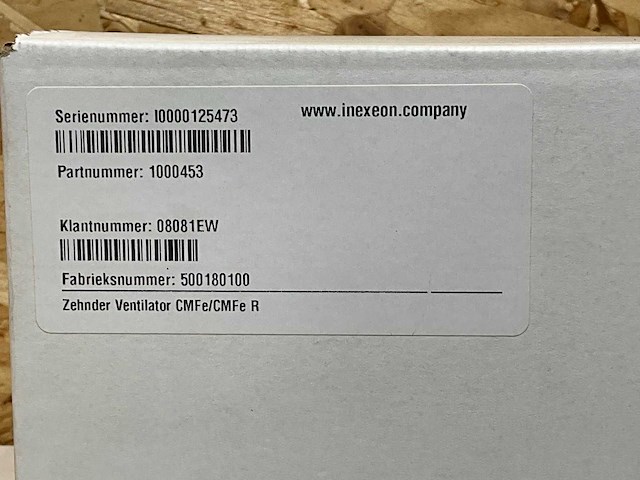 Serienummer: I0000125473
www.inexeon.company
Partnummer: 1000453
Klantnummer: 08081EW
Fabrieksnummer: 500180100
Zehnder Ventilator CMFe/CMFe R